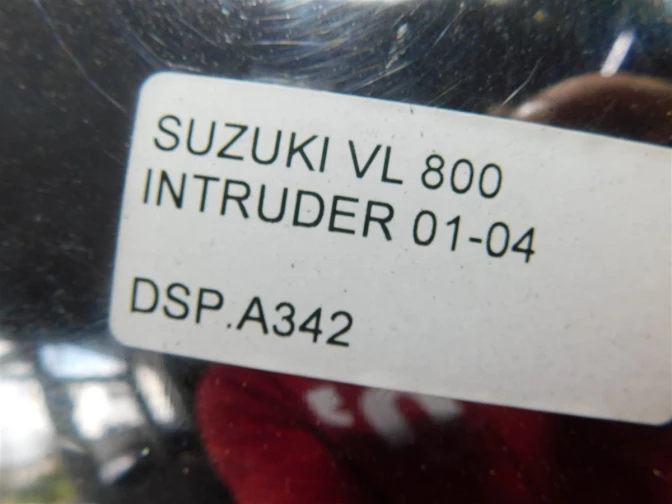 SUZUKI VL 800
INTRUDER 01-04
DSP.A342